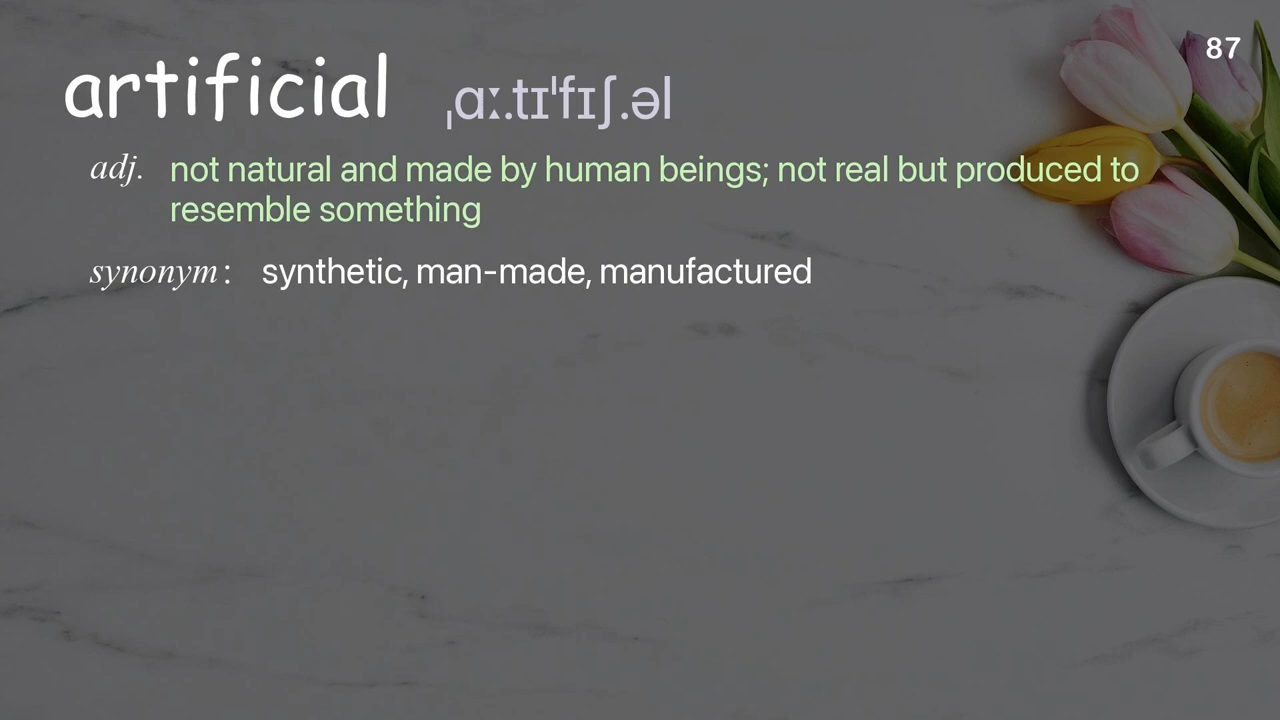 87
artificial ˌɑː.tɪˈfɪʃ.əl
adj. not natural and made by human beings; not real but produced to
resemble something
synonym: synthetic, man-made, manufactured